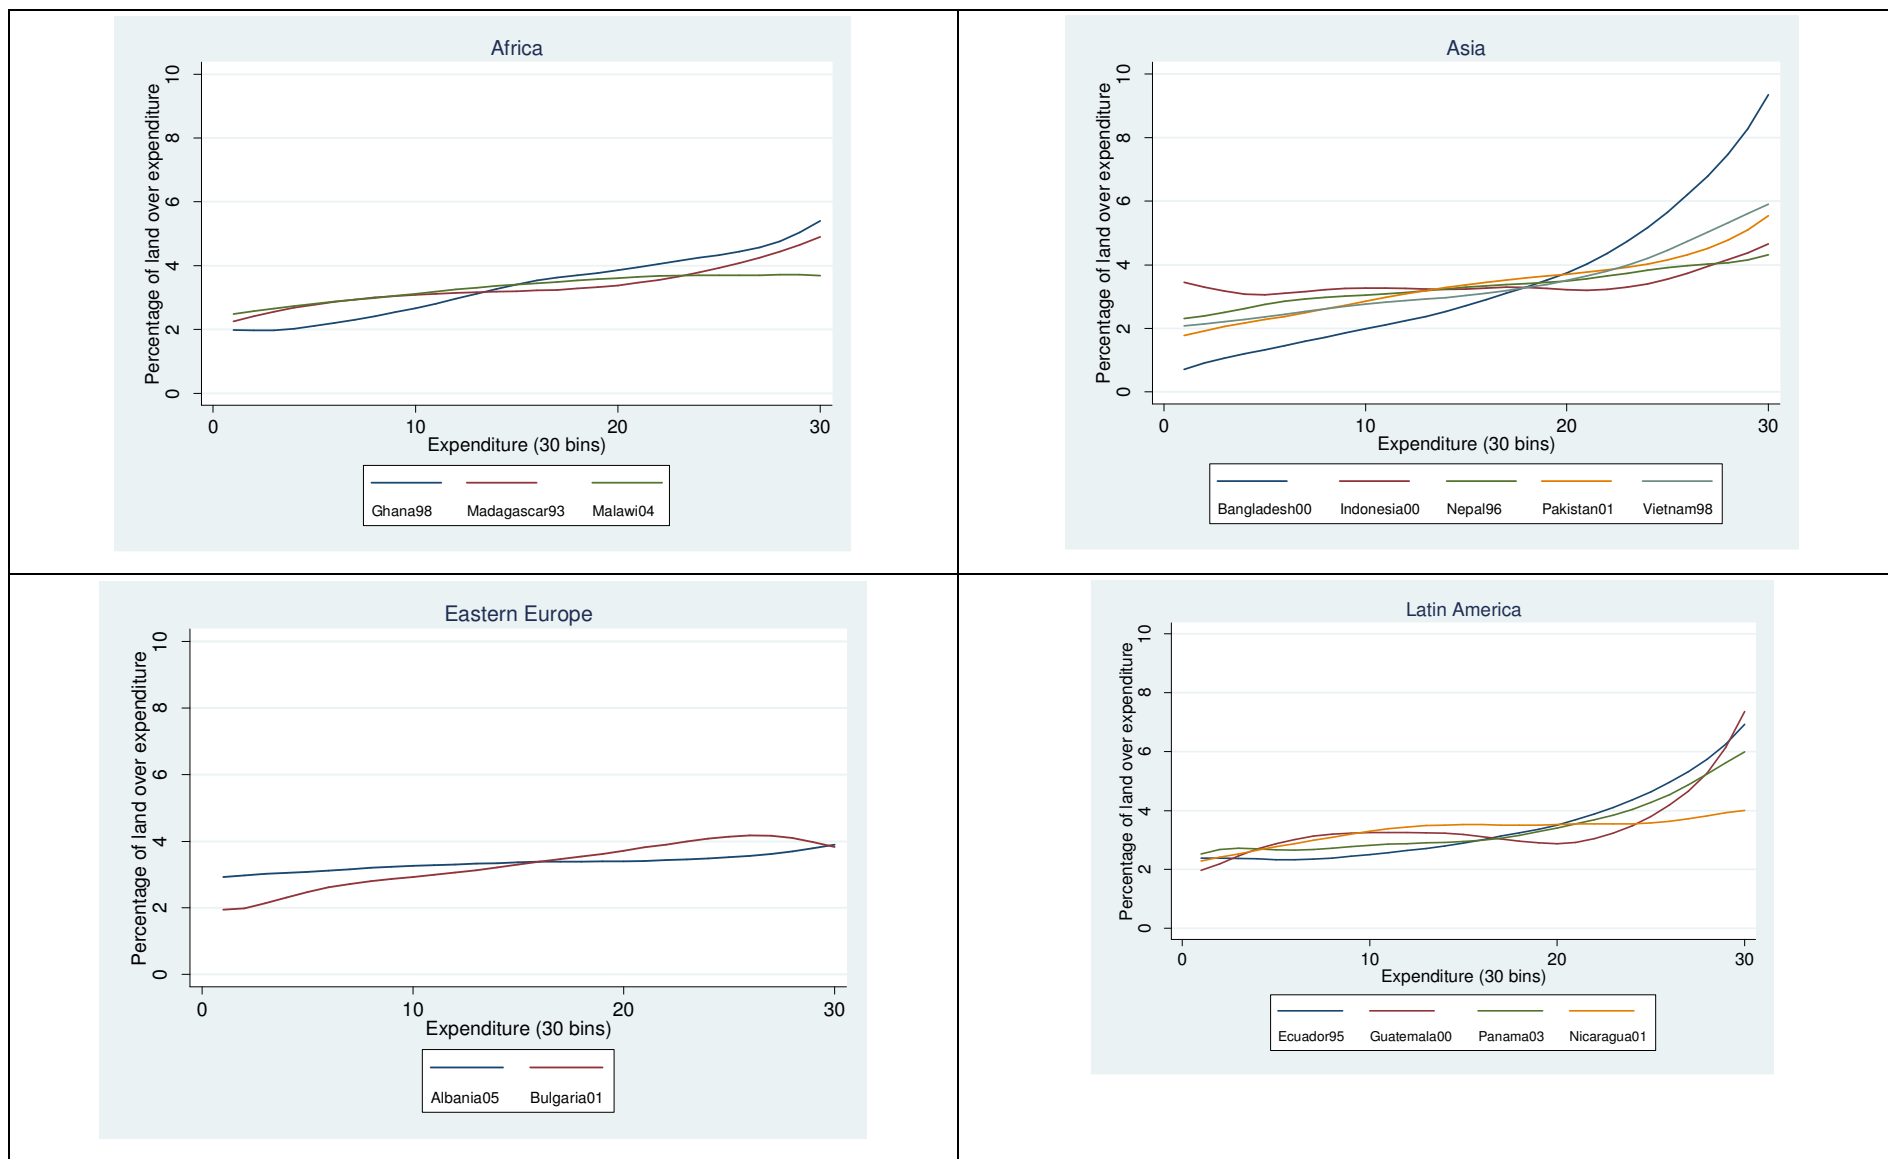 Africa
Percentage of land over expenditure
10
8
6
4
2
0
0 10 20 30
Expenditure (30 bins)
Ghana98 Madagascar93 Malawi04
Asia
Percentage of land over expenditure
10
8
6
4
2
0
0 10 20 30
Expenditure (30 bins)
Bangladesh00 Indonesia00 Nepal96 Pakistan01 Vietnam98
Eastern Europe
Percentage of land over expenditure
10
8
6
4
2
0
0 10 20 30
Expenditure (30 bins)
Albania05 Bulgaria01
Latin America
Percentage of land over expenditure
10
8
6
4
2
0
0 10 20 30
Expenditure (30 bins)
Ecuador95 Guatemala00 Panama03 Nicaragua01